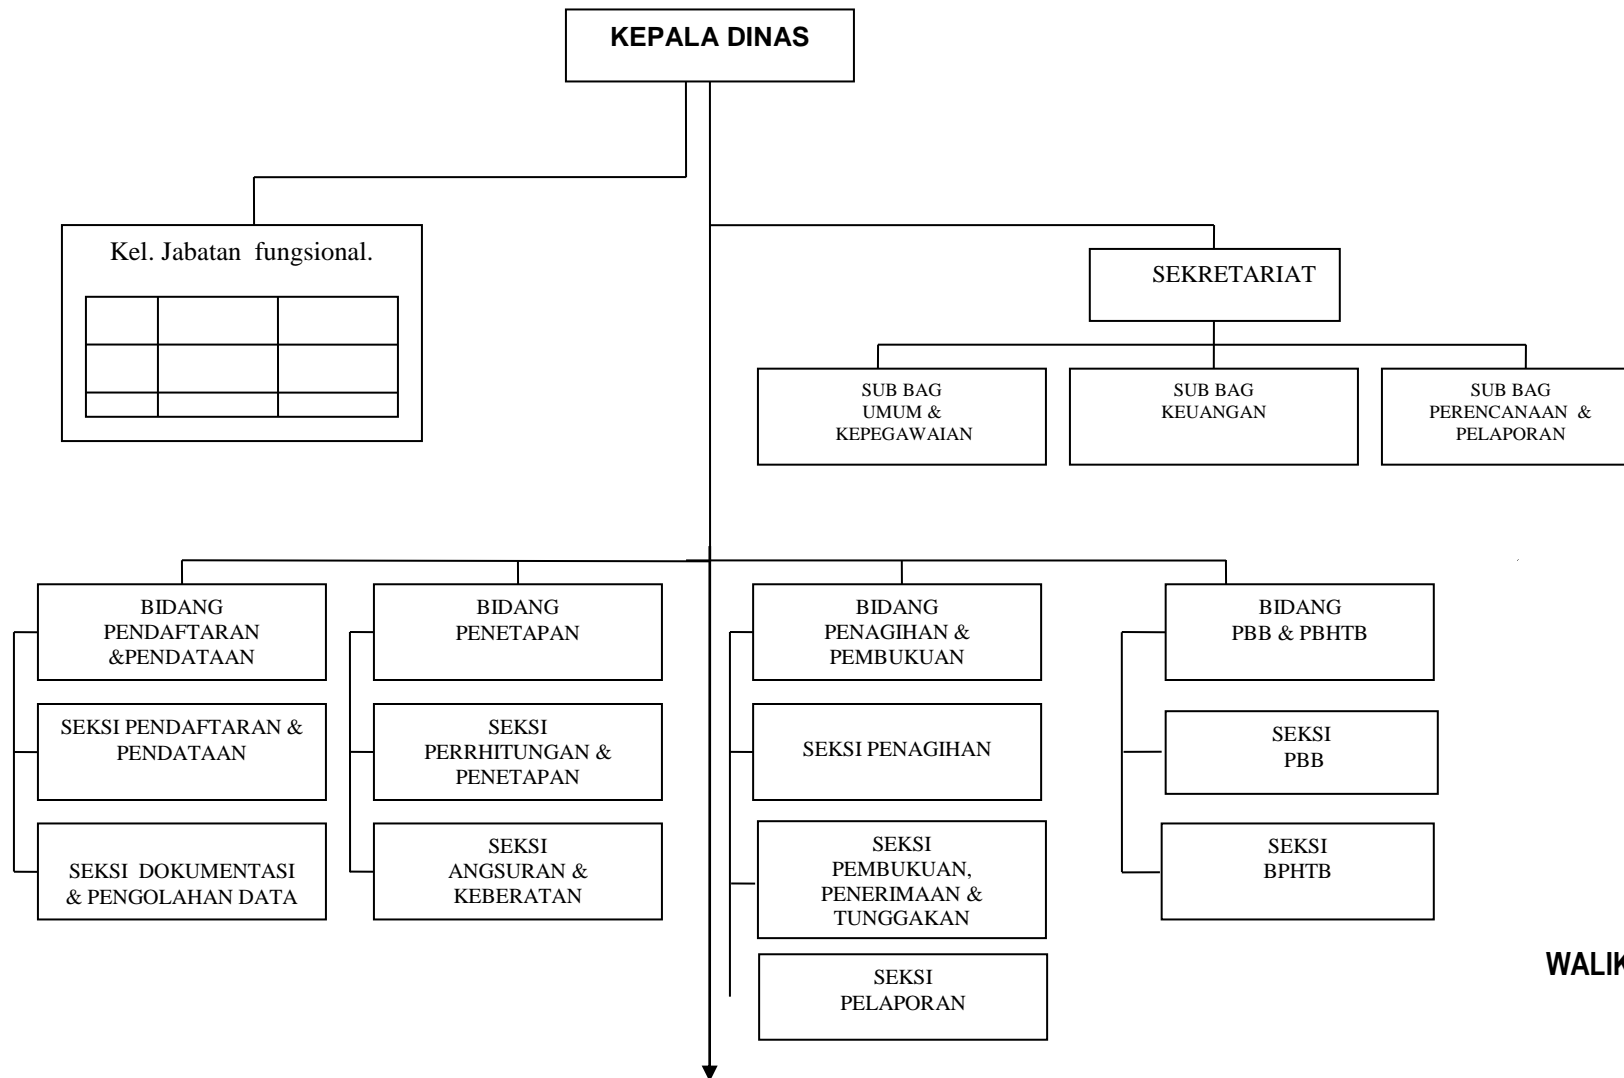 KEPALA DINAS
Kel. Jabatan fungsional.
SEKRETARIAT
SUB BAG
UMUM &
KEPEGAWAIAN
SUB BAG
KEUANGAN
SUB BAG
PERENCANAAN &
PELAPORAN
BIDANG
PENDAFTARAN
&PENDATAAN
BIDANG
PENETAPAN
BIDANG
PENAGIHAN &
PEMBUKUAN
BIDANG
PBB & PBHTB
SEKSI PENDAFTARAN &
PENDATAAN
SEKSI
PERRHITUNGAN &
PENETAPAN
SEKSI PENAGIHAN
SEKSI
PBB
SEKSI DOKUMENTASI
& PENGOLAHAN DATA
SEKSI
ANGSURAN &
KEBERATAN
SEKSI
PEMBUKUAN,
PENERIMAAN &
TUNGGAKAN
SEKSI
BPHTB
SEKSI
PELAPORAN
WALIK